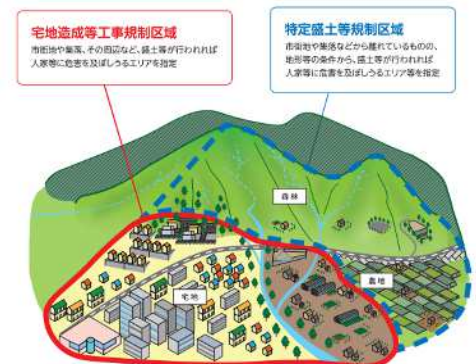 宅地造成等工事規制区域
市街地や集落、その周辺など、盛土等が行われれば
人家等に危害を及ぼしうるエリアを指定
特定盛土等規制区域
市街地や集落などから離れているものの、
地形等の条件から、盛土等が行われれば
人家等に危害を及ぼしうるエリア等を指定
森林
農地
宅地